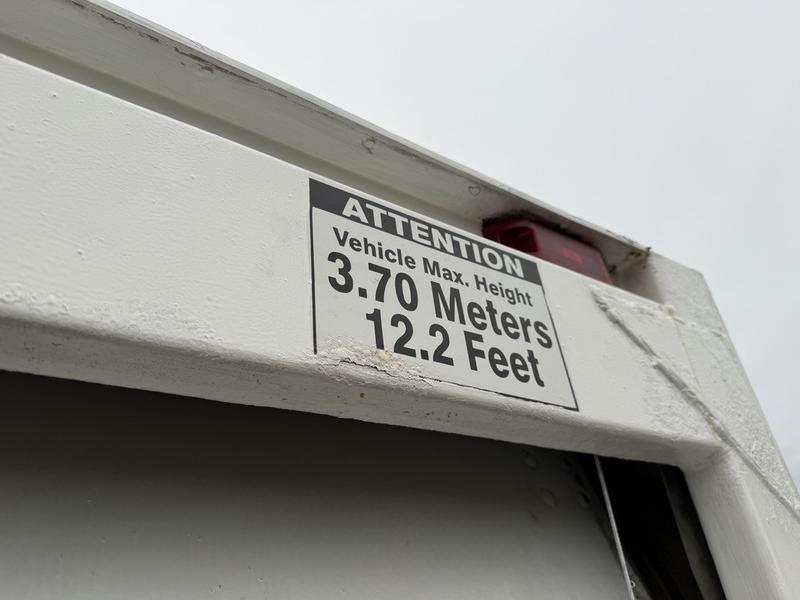 ATTENTION
Vehicle Max. Height
3.70 Meters
12.2 Feet